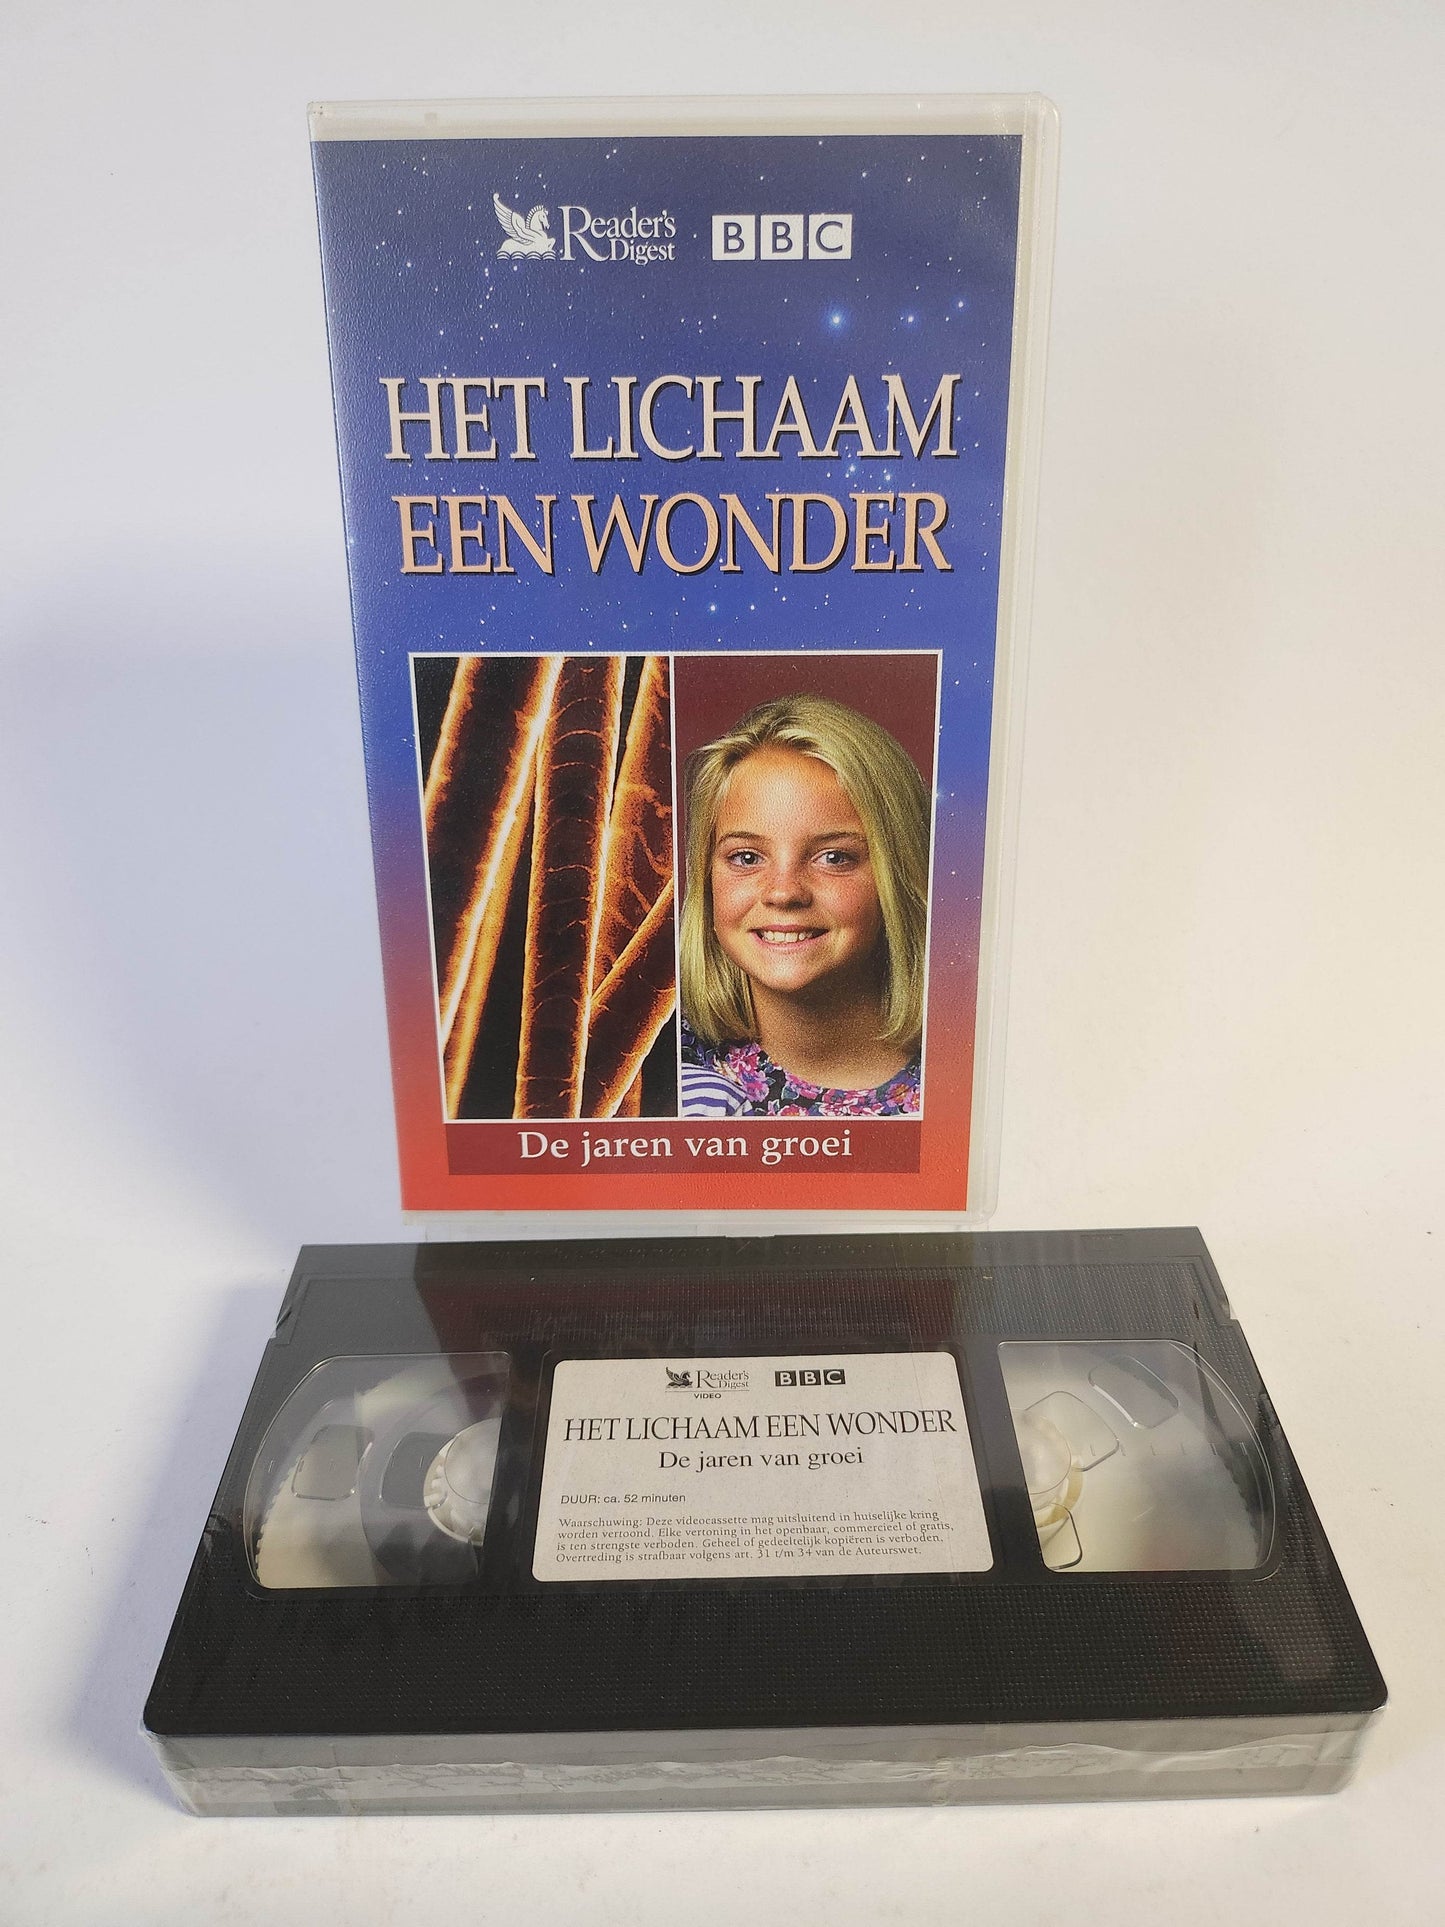 Reader's
Digest
BBC
HET LICHAAM
EEN WONDER
De jaren van groei
Reader's
Digest
VIDEO
BBC
HET LICHAAM EEN WONDER
De jaren van groei
DUUR: ca. 52 minuten
Waarschuwing: Deze videocassette mag uitsluitend in huiselijke kring
worden vertoond. Elke vertoning in het openbaar, commercieel of gratis,
is ten strengste verboden. Geheel of gedeeltelijk kopiëren is verboden.
Overtreding is strafbaar volgens art. 31 t/m 34 van de Auteurswet.